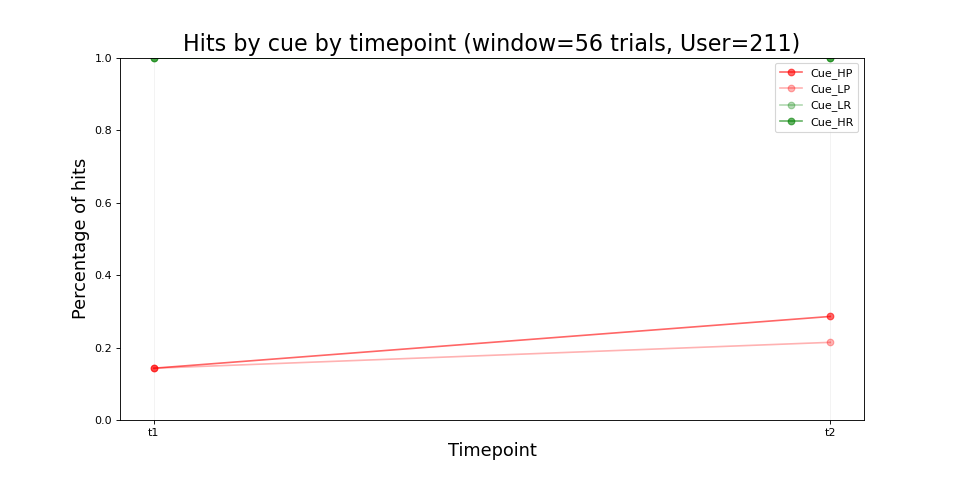 Hits by cue by timepoint (window=56 trials, User=211)
Percentage of hits
1.0
0.8
0.6
0.4
0.2
0.0
Cue_HP
Cue_LP
Cue_LR
Cue_HR
t1
t2
Timepoint